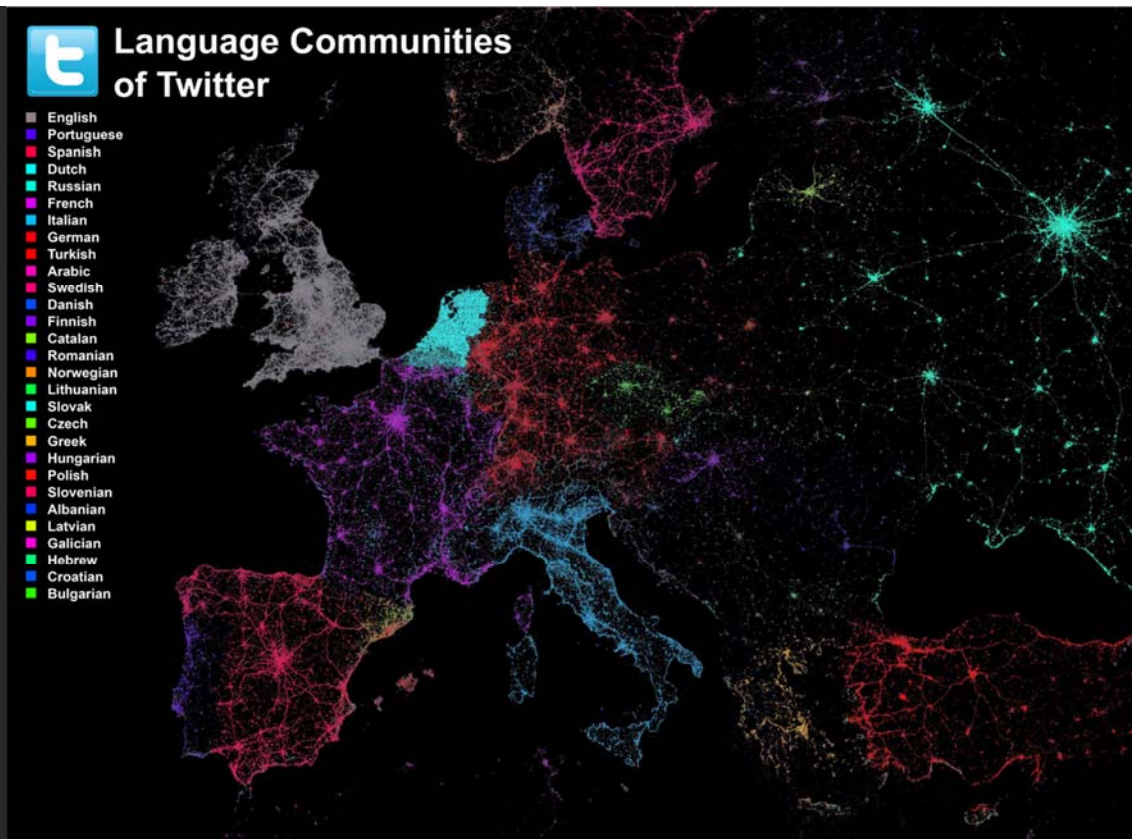 Language Communities
of Twitter
English
Portuguese
Spanish
Dutch
Russian
French
Italian
German
Turkish
Arabic
Swedish
Danish
Finnish
Catalan
Romanian
Norwegian
Lithuanian
Slovak
Czech
Greek
Hungarian
Polish
Slovenian
Albanian
Latvian
Galician
Hebrew
Croatian
Bulgarian